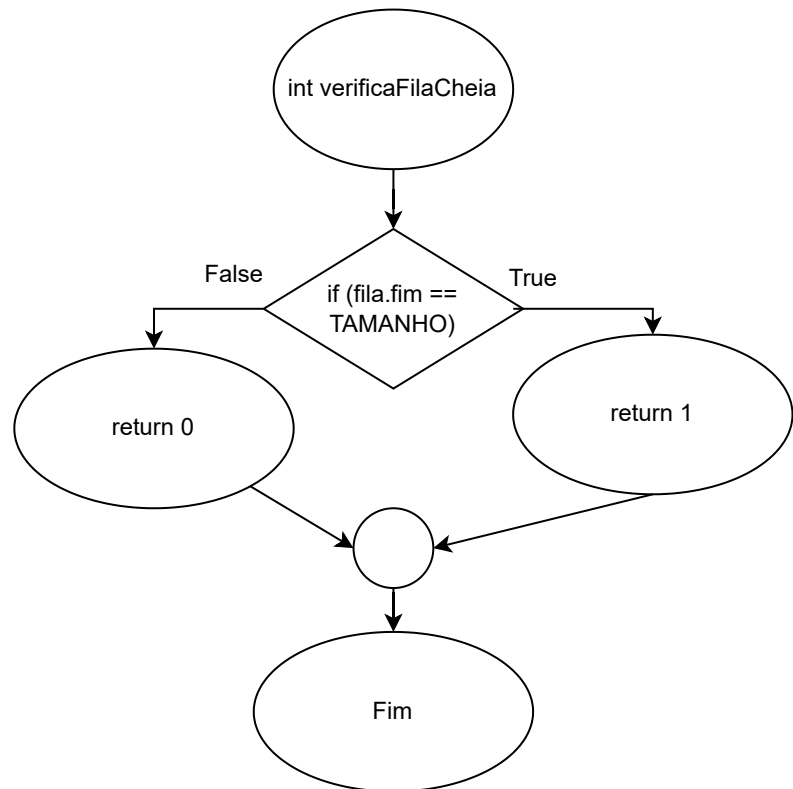 int verificaFilaCheia
False
True
if (fila.fim ==
TAMANHO)
return 0
return 1
Fim